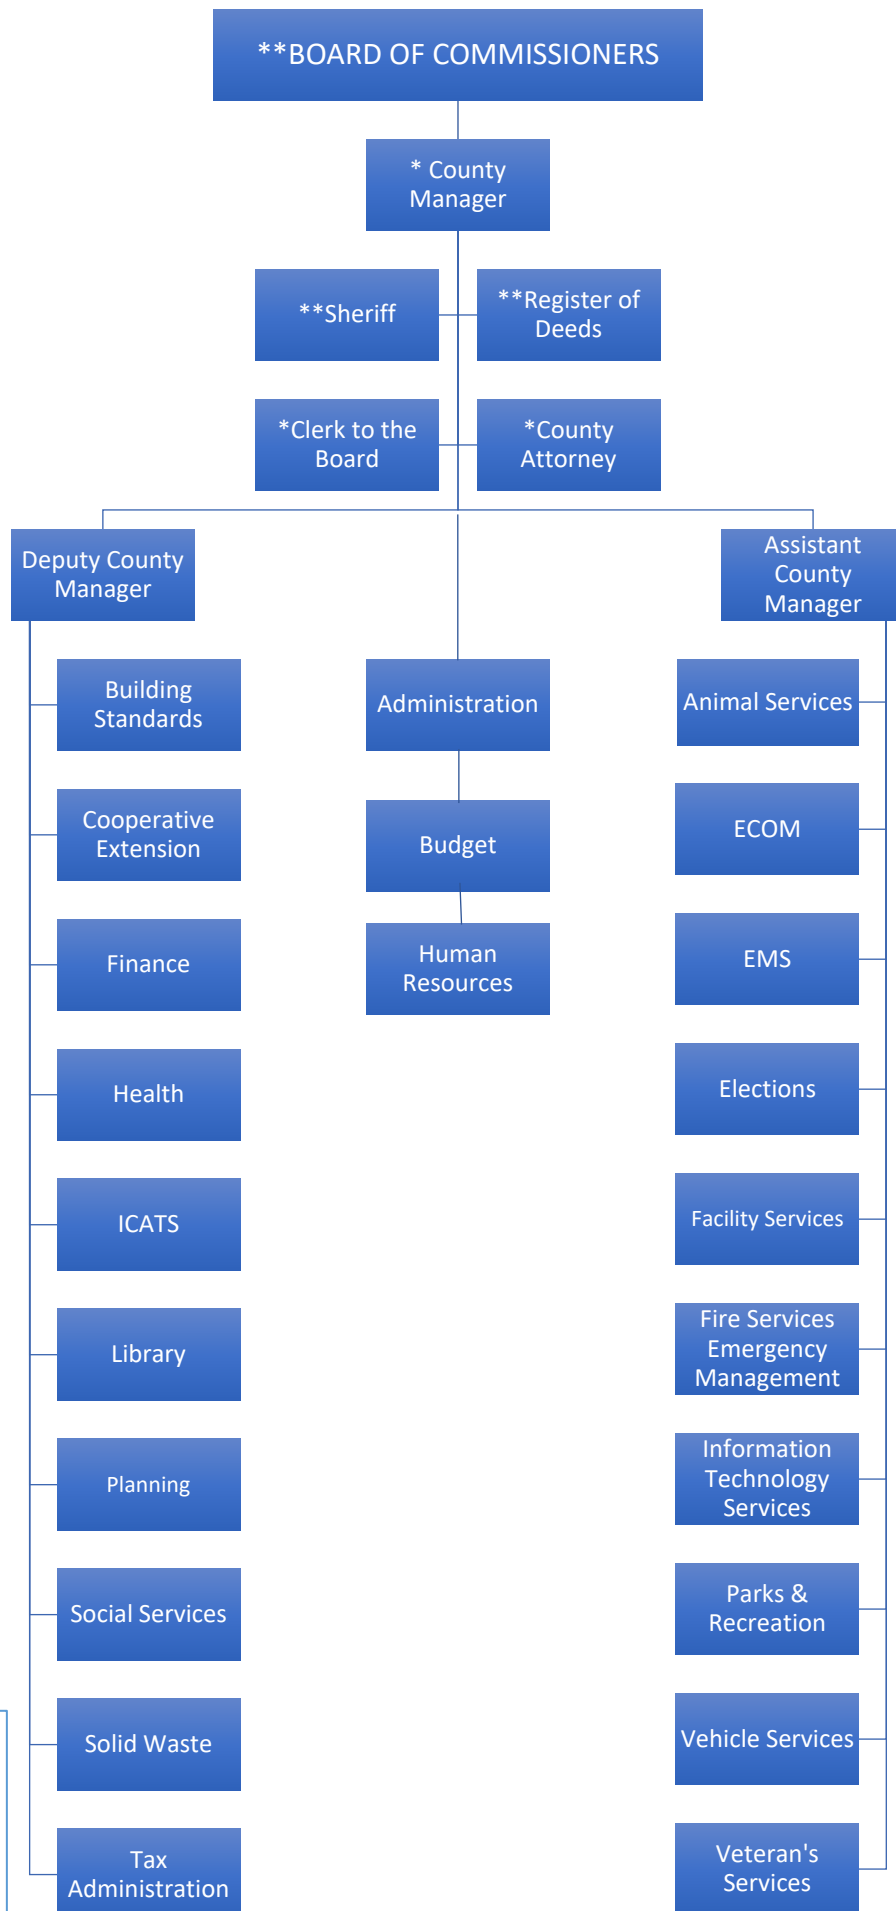 **BOARD OF COMMISSIONERS
* County
Manager
**Sheriff
**Register of
Deeds
*Clerk to the
Board
*County
Attorney
Deputy County
Manager
Assistant
County
Manager
Building
Standards
Administration
Animal Services
Cooperative
Extension
Budget
ECOM
Finance
Human
Resources
EMS
Health
Elections
ICATS
Facility Services
Library
Fire Services
Emergency
Management
Planning
Information
Technology
Services
Social Services
Parks &
Recreation
Solid Waste
Vehicle Services
Tax
Administration
Veteran's
Services